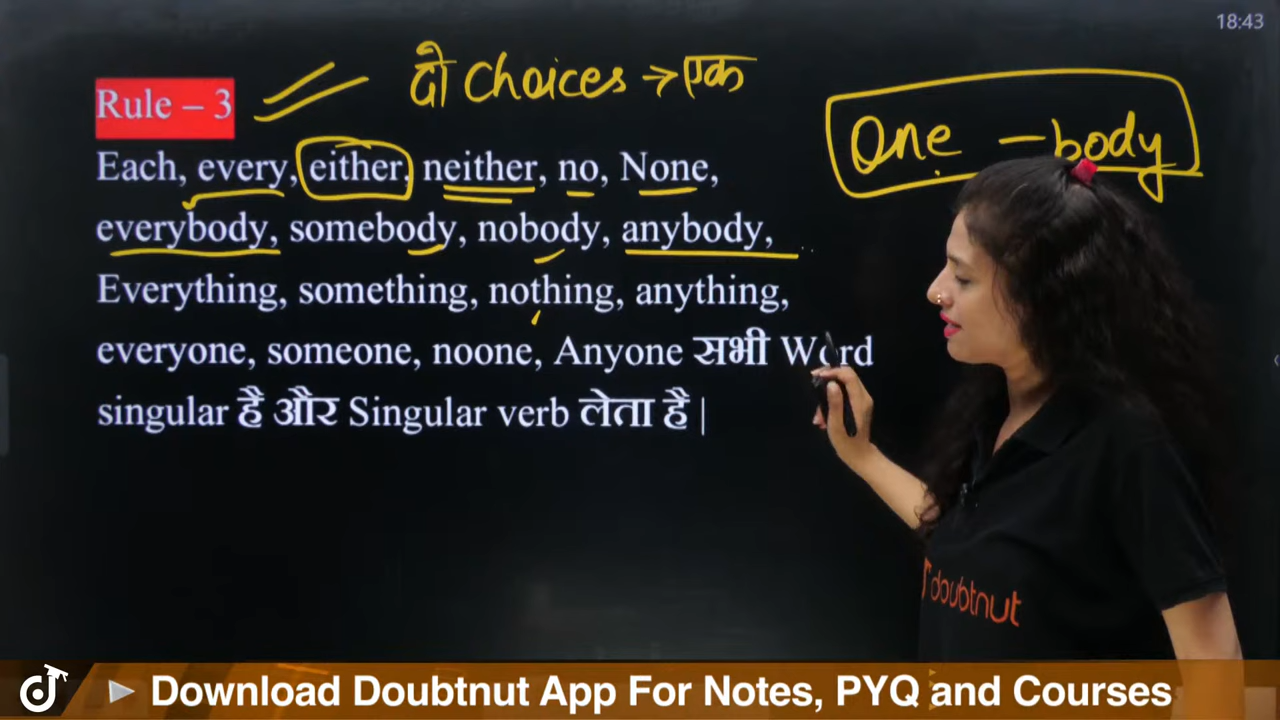 18:43
दो choices → एक
Rule – 3
One – body
Each, every, either, neither, no, None,
everybody, somebody, nobody, anybody,
Everything, something, nothing, anything,
everyone, someone, noone, Anyone सभी Word
singular है और Singular verb लेता है |
doubtnut
Download Doubtnut App For Notes, PYQ and Courses